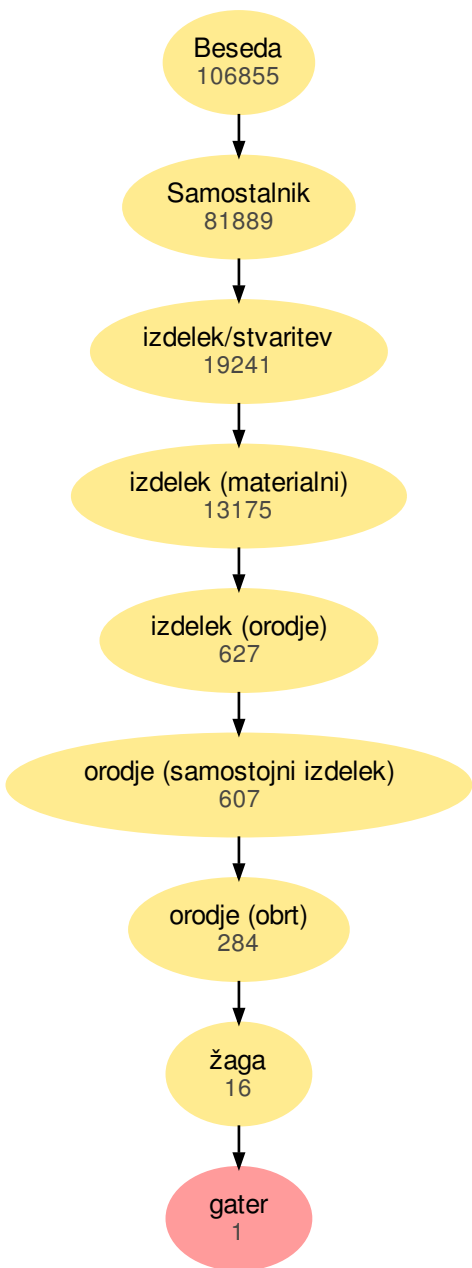 Beseda
106855
Samostalnik
81889
izdelek/stvaritev
19241
izdelek (materialni)
13175
izdelek (orodje)
627
orodje (samostojni izdelek)
607
orodje (obrt)
284
žaga
16
gater
1